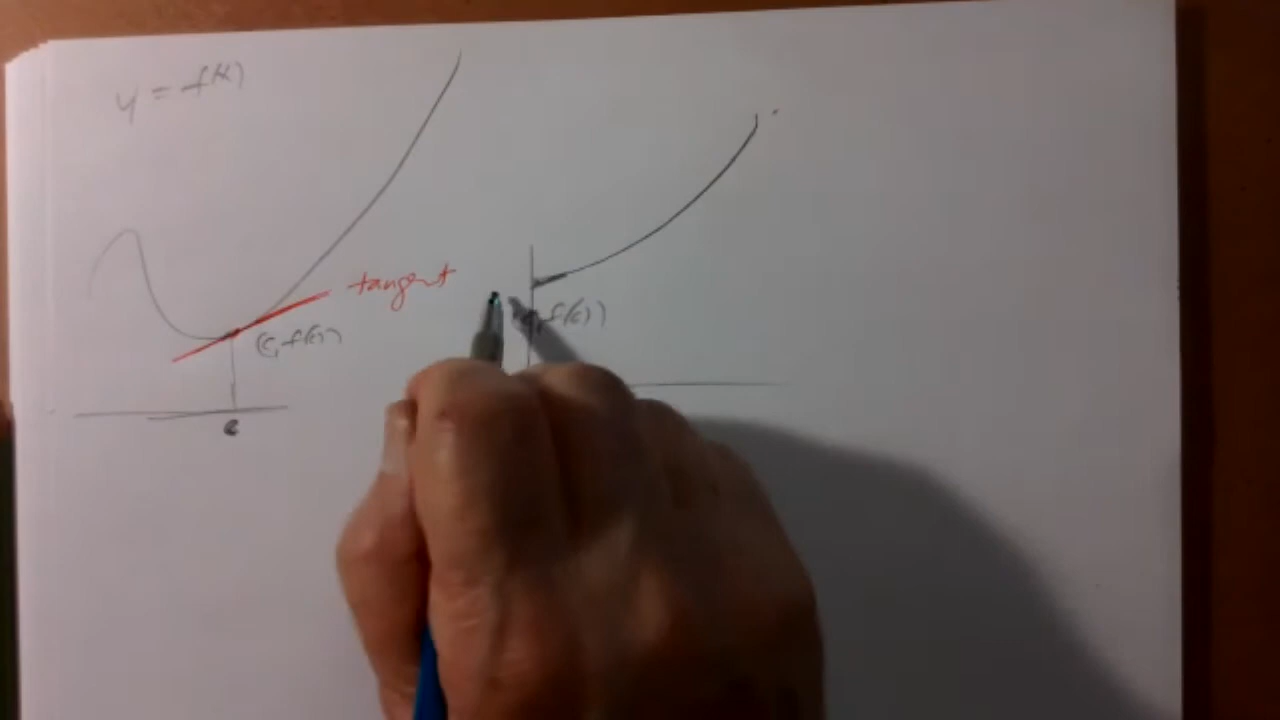 y = f(x)
tangent
(c, f(c))
, f(c))
c